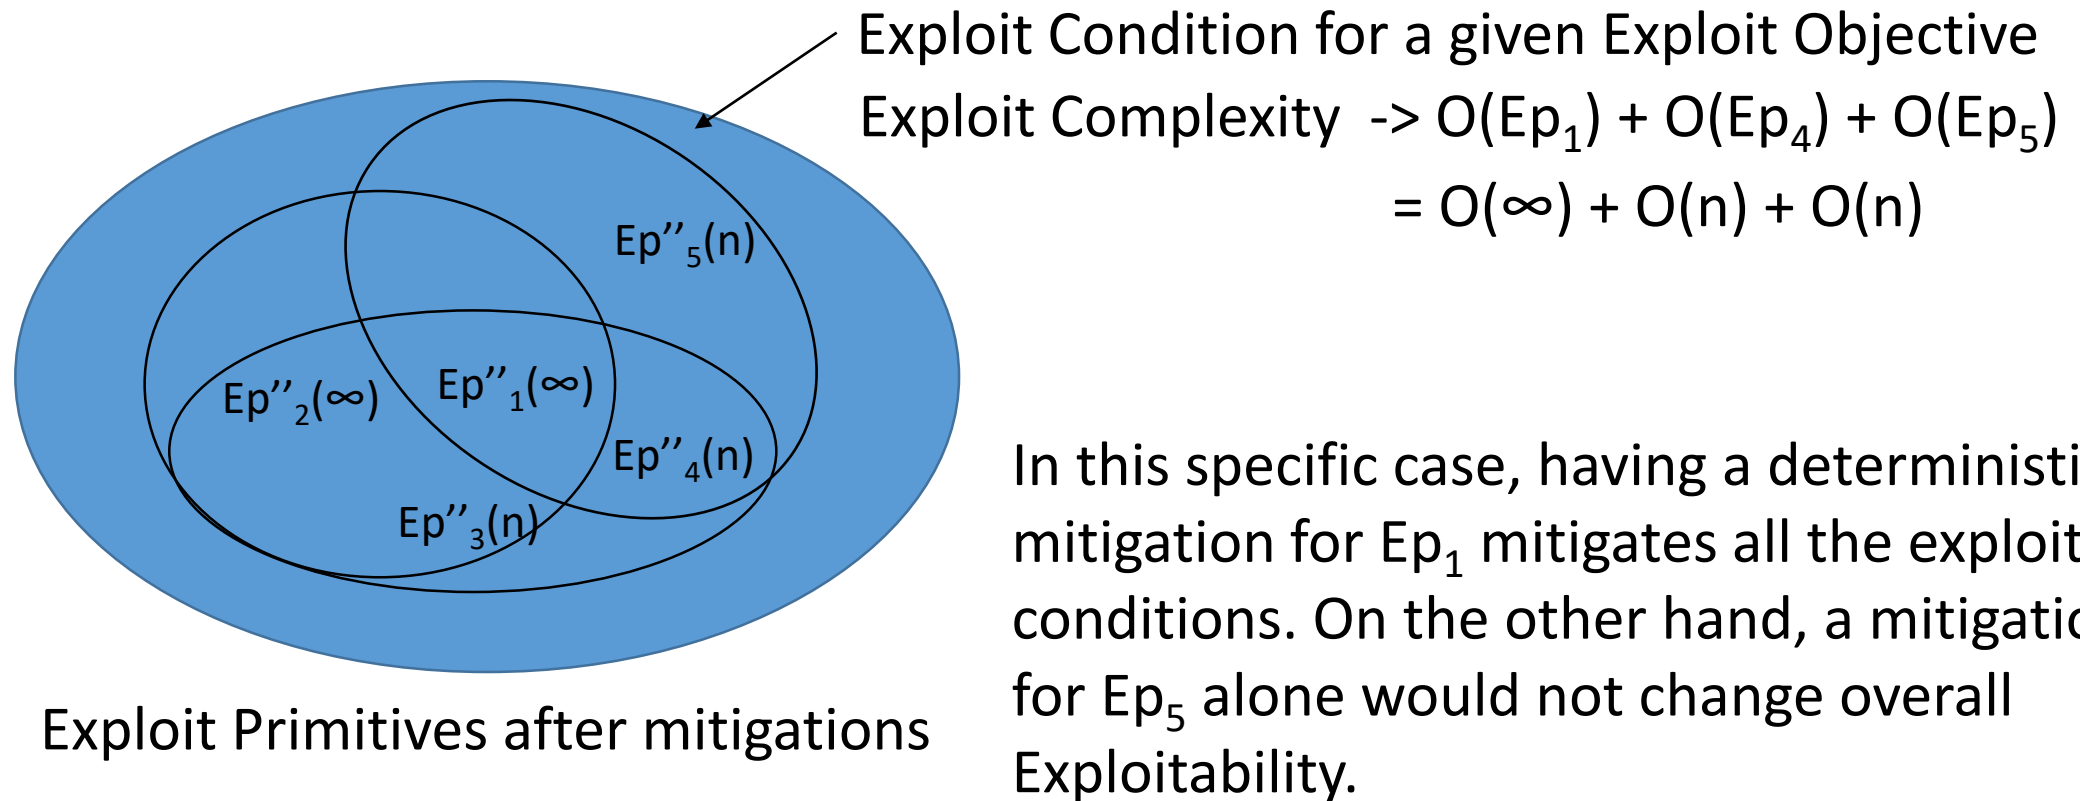 Exploit Condition for a given Exploit Objective
Exploit Complexity -> O(Ep₁) + O(Ep₄) + O(Ep₅)
= O(∞) + O(n) + O(n)
Ep’’₅(n)
Ep’’₂(∞)
Ep’’₁(∞)
Ep’’₄(n)
Ep’’₃(n)
In this specific case, having a deterministi
mitigation for Ep₁ mitigates all the exploit
conditions. On the other hand, a mitigatio
for Ep₅ alone would not change overall
Exploitability.
Exploit Primitives after mitigations